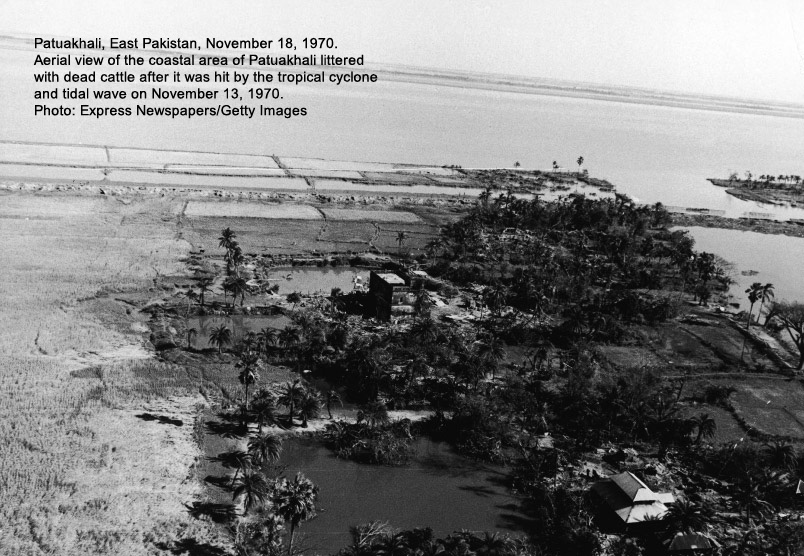 Patuakhali, East Pakistan, November 18, 1970.
Aerial view of the coastal area of Patuakhali littered
with dead cattle after it was hit by the tropical cyclone
and tidal wave on November 13, 1970.
Photo: Express Newspapers/Getty Images